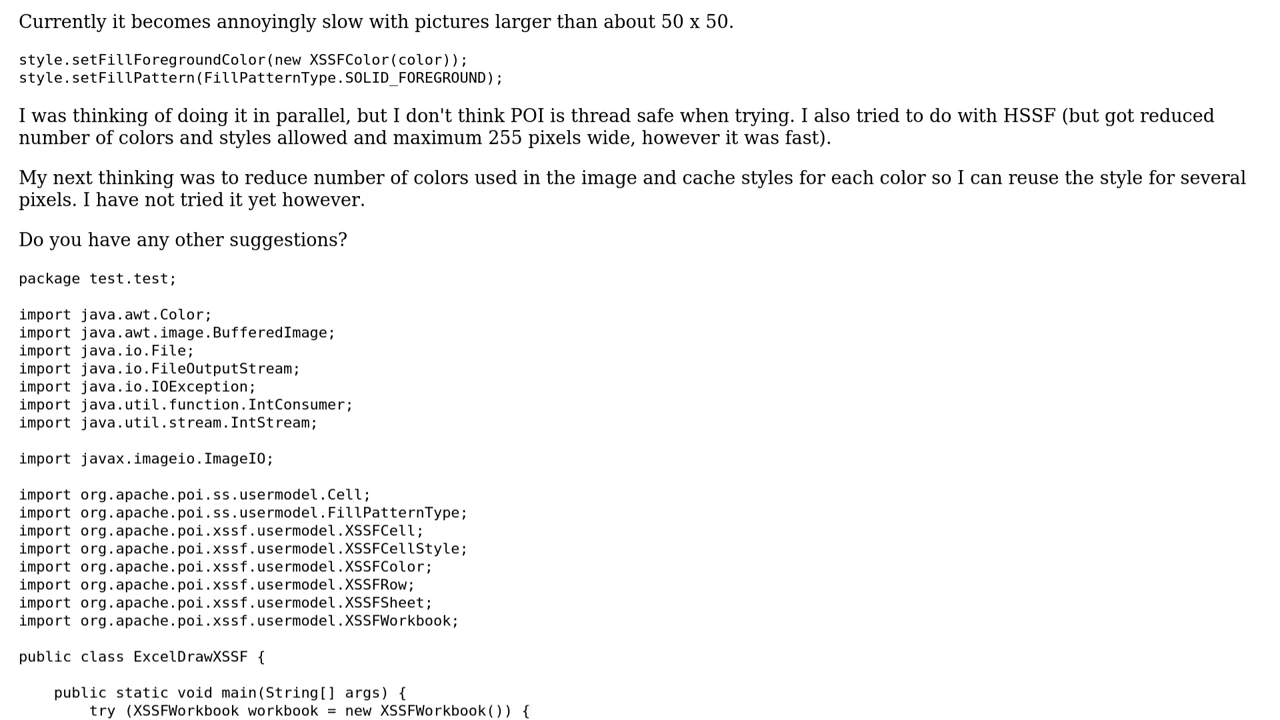 Currently it becomes annoyingly slow with pictures larger than about 50 x 50.
style.setFillForegroundColor(new XSSFColor(color));
style.setFillPattern(FillPatternType.SOLID_FOREGROUND);
I was thinking of doing it in parallel, but I don't think POI is thread safe when trying. I also tried to do with HSSF (but got reduced
number of colors and styles allowed and maximum 255 pixels wide, however it was fast).
My next thinking was to reduce number of colors used in the image and cache styles for each color so I can reuse the style for several
pixels. I have not tried it yet however.
Do you have any other suggestions?
package test.test;
import java.awt.Color;
import java.awt.image.BufferedImage;
import java.io.File;
import java.io.FileOutputStream;
import java.io.IOException;
import java.util.function.IntConsumer;
import java.util.stream.IntStream;
import javax.imageio.ImageIO;
import org.apache.poi.ss.usermodel.Cell;
import org.apache.poi.ss.usermodel.FillPatternType;
import org.apache.poi.xssf.usermodel.XSSFCell;
import org.apache.poi.xssf.usermodel.XSSFCellStyle;
import org.apache.poi.xssf.usermodel.XSSFColor;
import org.apache.poi.xssf.usermodel.XSSFRow;
import org.apache.poi.xssf.usermodel.XSSFSheet;
import org.apache.poi.xssf.usermodel.XSSFWorkbook;
public class ExcelDrawXSSF {
    public static void main(String[] args) {
        try (XSSFWorkbook workbook = new XSSFWorkbook()) {